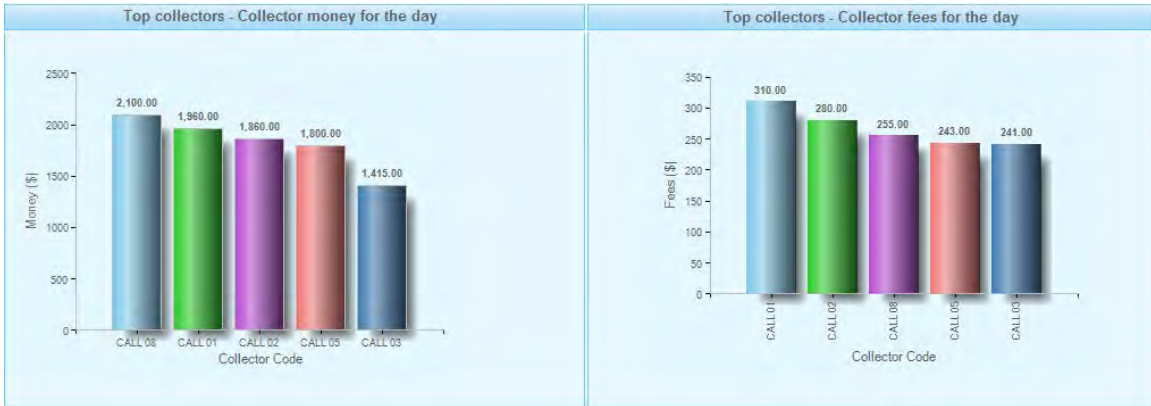 Top collectors - Collector money for the day
2500
2000
1500
1000
500
0
Money ($)
2,100.00
1,960.00
1,860.00
1,800.00
1,415.00
CALL 08
CALL 01
CALL 02
CALL 05
CALL 03
Collector Code
Top collectors - Collector fees for the day
350
300
250
200
150
100
50
0
Fees ($)
310.00
280.00
255.00
243.00
241.00
CALL 01
CALL 02
CALL 08
CALL 05
CALL 03
Collector Code